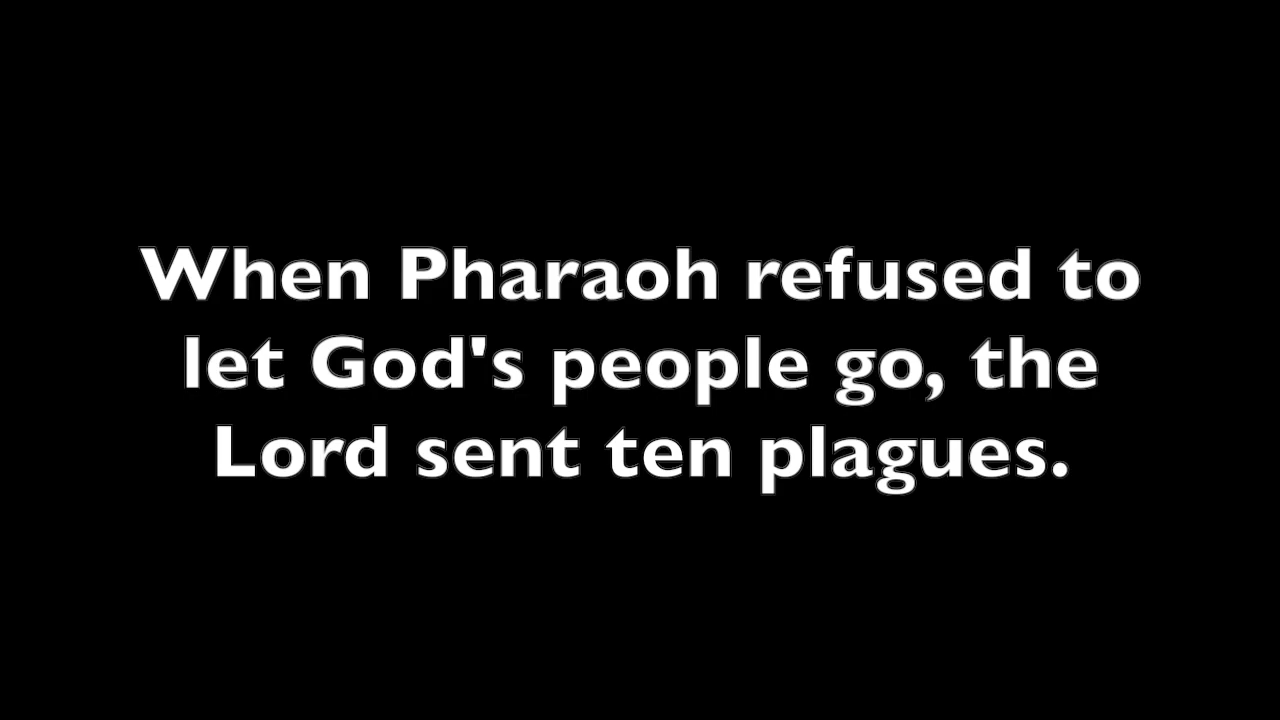 When Pharaoh refused to
let God's people go, the
Lord sent ten plagues.